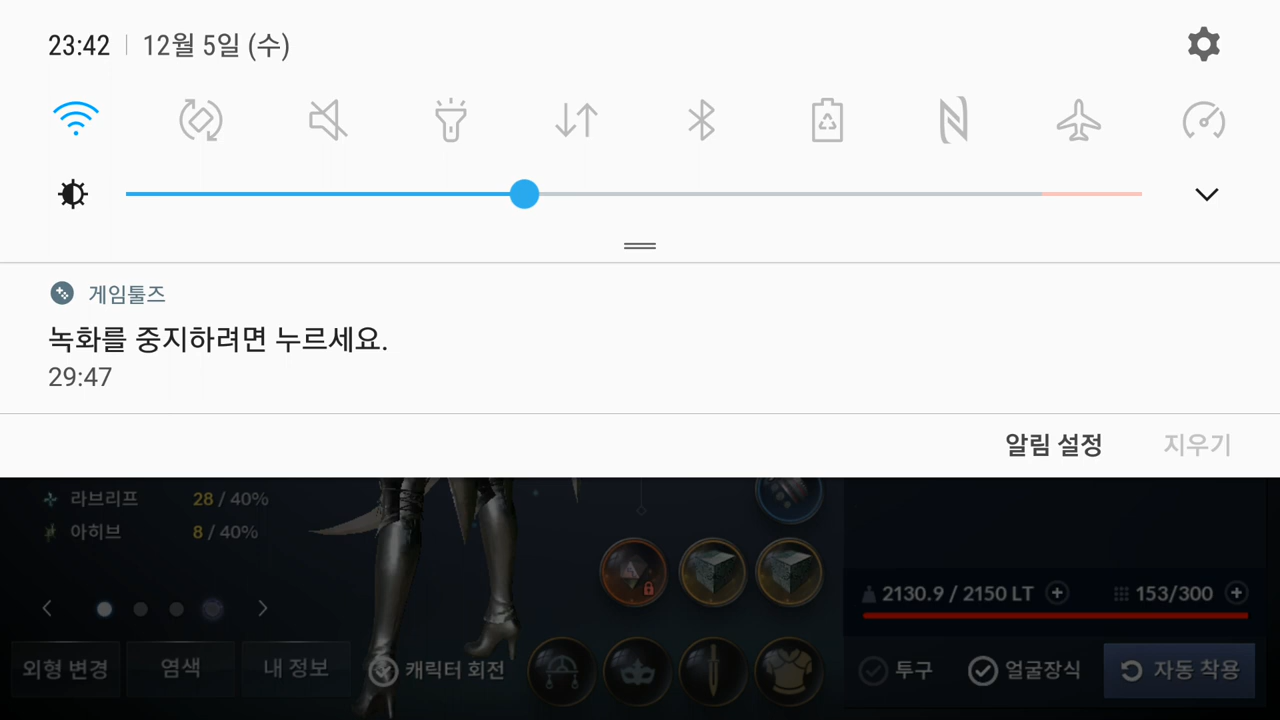 23:42 | 12월 5일 (수)
게임툴즈
녹화를 중지하려면 누르세요.
29:47
알림 설정 지우기
라브리프 28 / 40%
아히브 8 / 40%
2130.9 / 2150 LT 153/300
외형 변경 염색 내 정보 캐릭터 회전 투구 얼굴장식 자동 착용